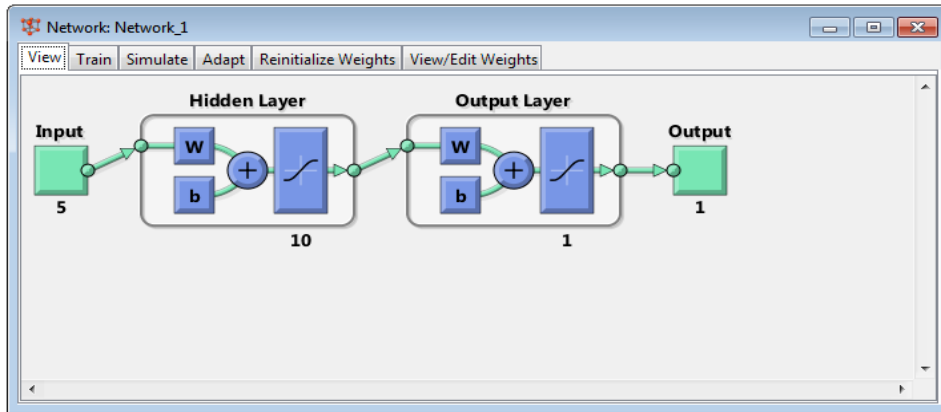 Network: Network_1
View Train Simulate Adapt Reinitialize Weights View/Edit Weights
Hidden Layer Output Layer
Input Output
W W
+ +
b b
5 1
10 1